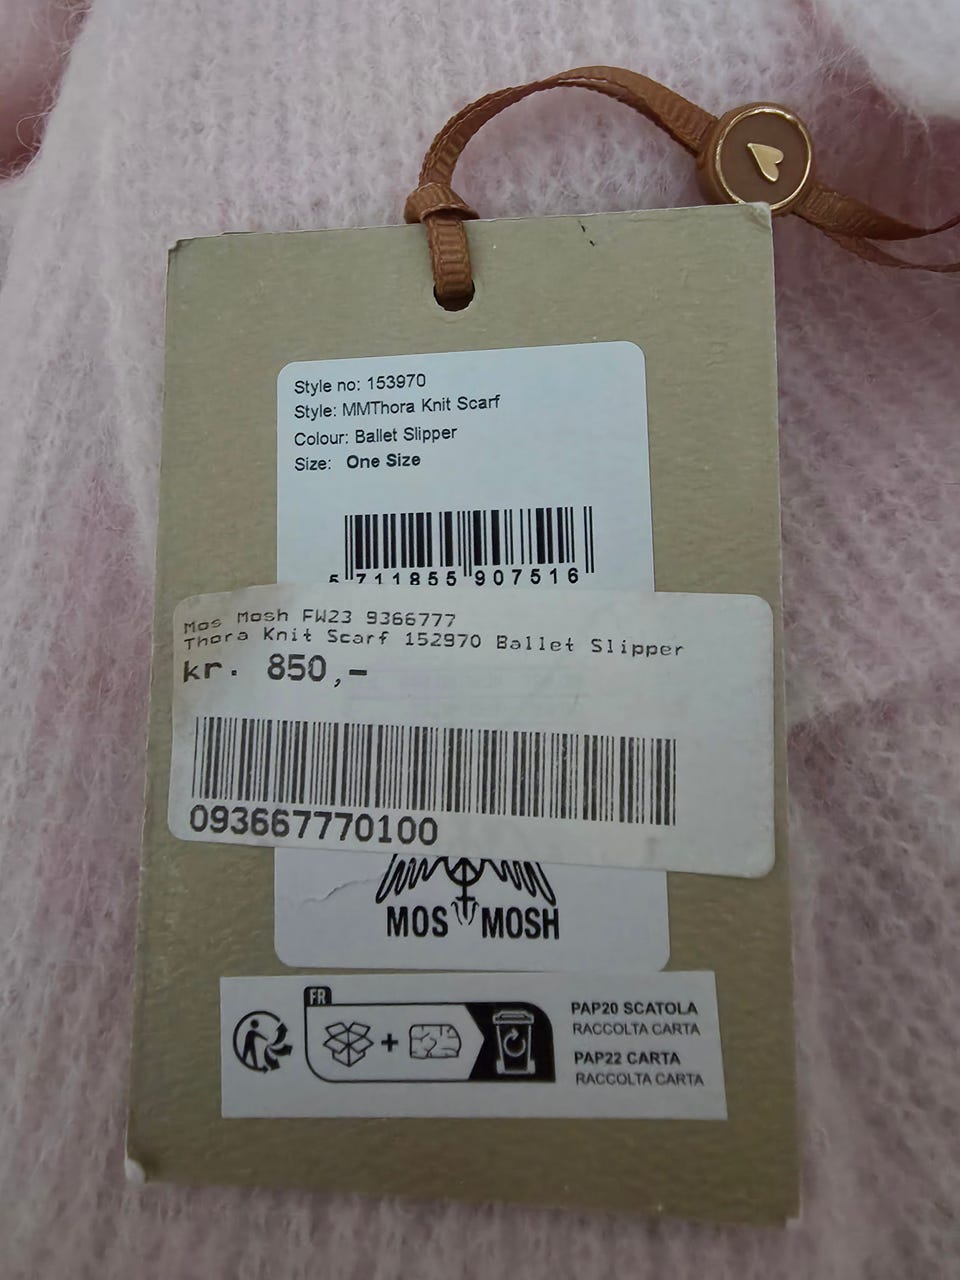 Style no: 153970
Style: MMThora Knit Scarf
Colour: Ballet Slipper
Size: One Size
5 711855 907516
Mos Mosh FW23 9366777
Thora Knit Scarf 152970 Ballet Slipper
kr. 850,-
093667770100
MOS MOSH
FR
PAP20 SCATOLA
RACCOLTA CARTA
PAP22 CARTA
RACCOLTA CARTA